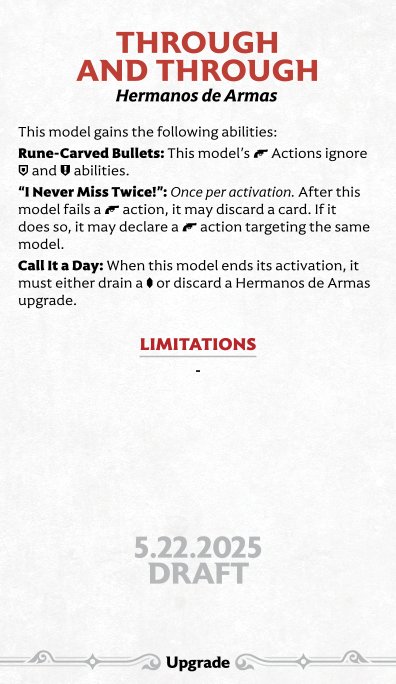 THROUGH
AND THROUGH
Hermanos de Armas
This model gains the following abilities:
Rune-Carved Bullets: This model's Actions ignore
and abilities.
“I Never Miss Twice!”: Once per activation. After this
model fails a action, it may discard a card. If it
does so, it may declare a action targeting the same
model.
Call It a Day: When this model ends its activation, it
must either drain a or discard a Hermanos de Armas
upgrade.
LIMITATIONS
-
5.22.2025
DRAFT
Upgrade